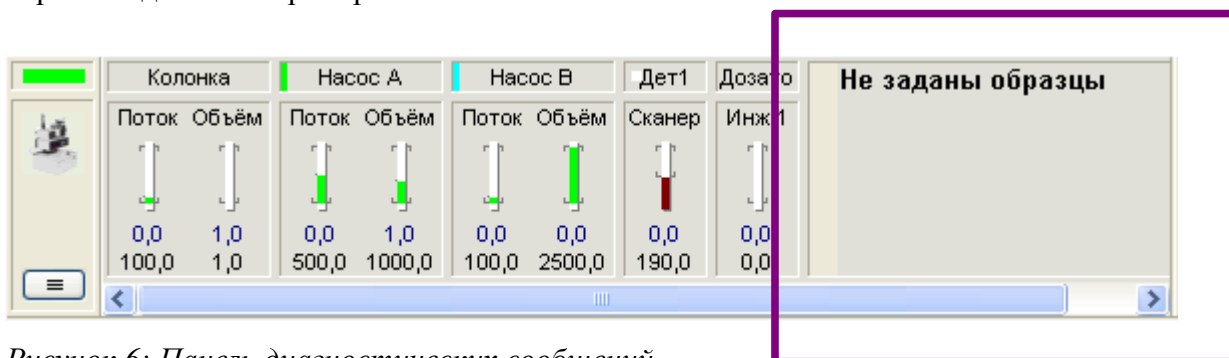 Колонка Насос А Насос В Дет1 Дозато Не заданы образцы
Поток Объём Поток Объём Поток Объём Сканер Инж 1
0,0 1,0 0,0 1,0 0,0 0,0 0,0 0,0
100,0 1,0 500,0 1000,0 100,0 2500,0 190,0 0,0
Рисунок 6: Панель диагностических сообщений